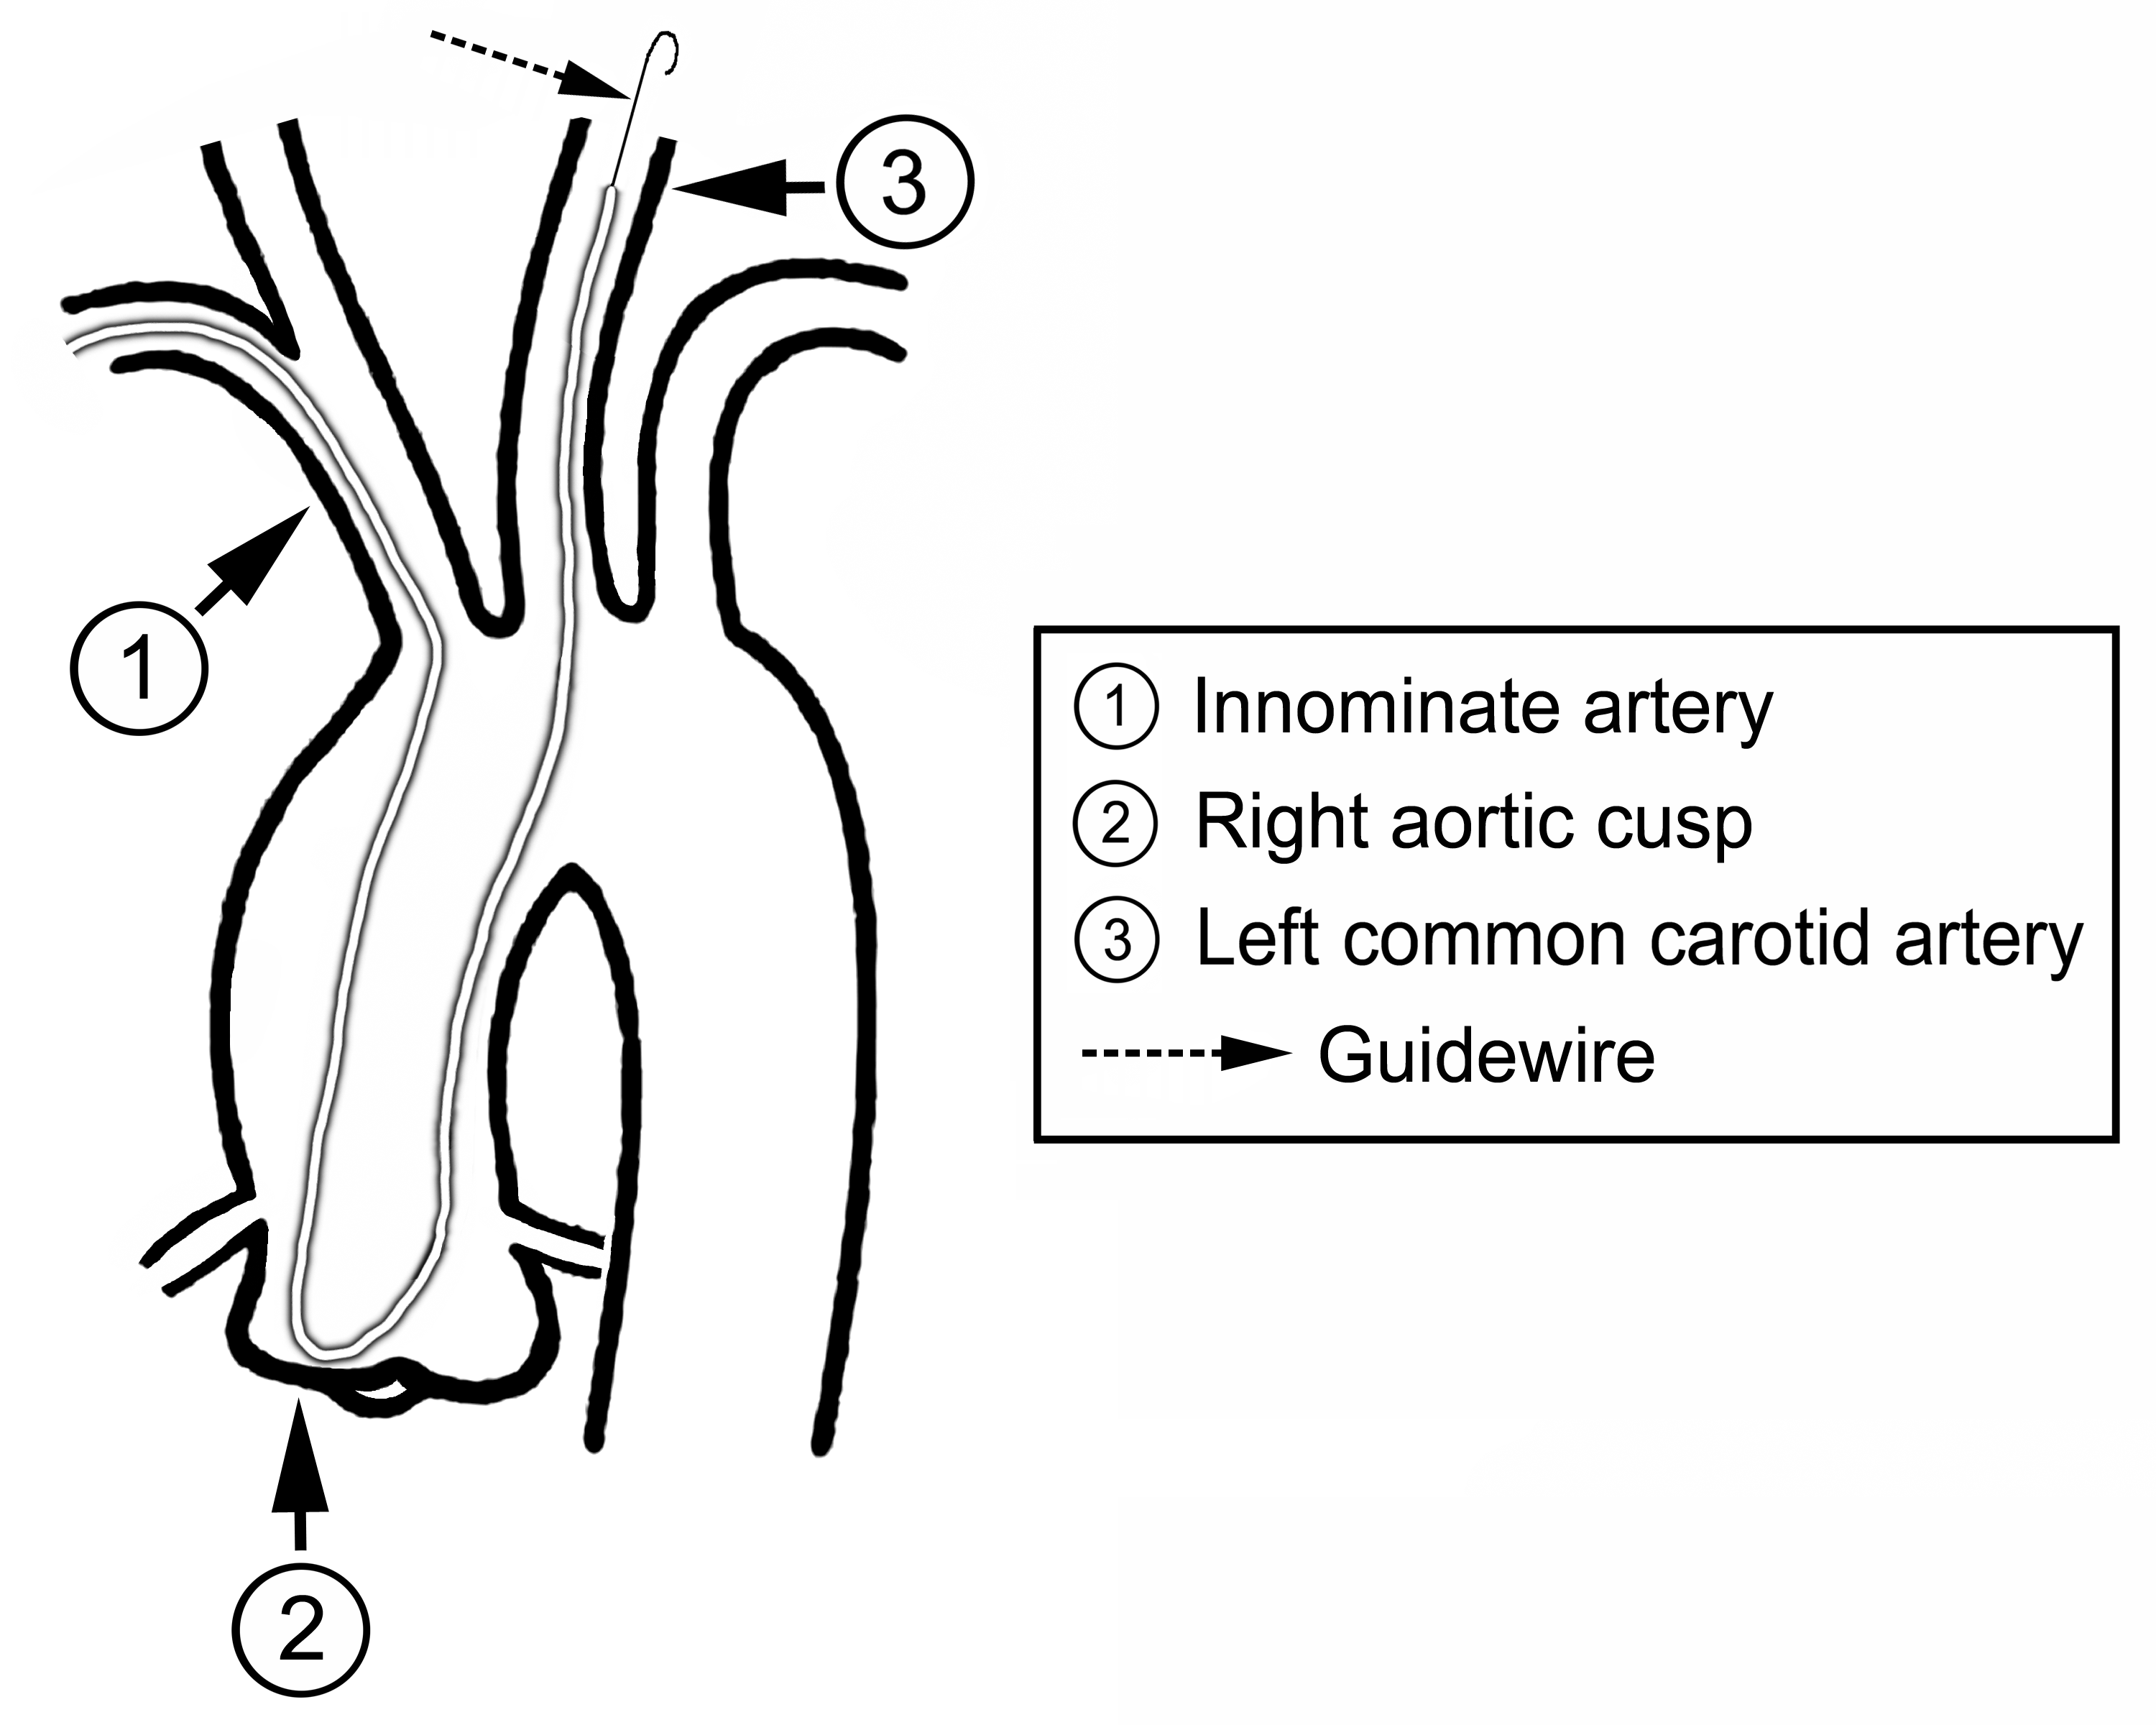 3
1
1 Innominate artery
2 Right aortic cusp
3 Left common carotid artery
Guidewire
2